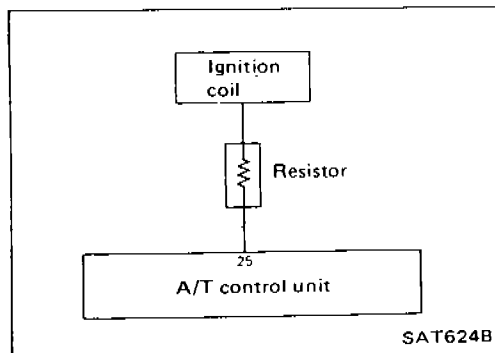 Ignition
coil
Resistor
25
A/T control unit
SAT624B